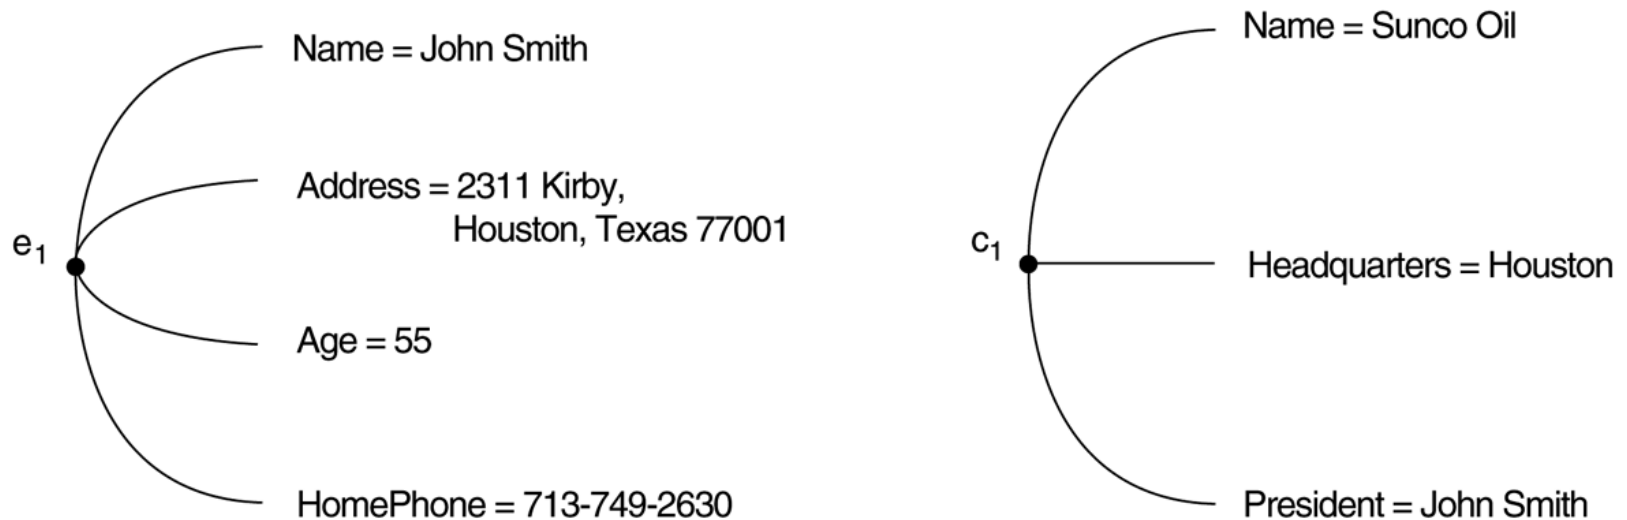 e1
Name = John Smith
Address = 2311 Kirby,
Houston, Texas 77001
Age = 55
HomePhone = 713-749-2630
c1
Name = Sunco Oil
Headquarters = Houston
President = John Smith